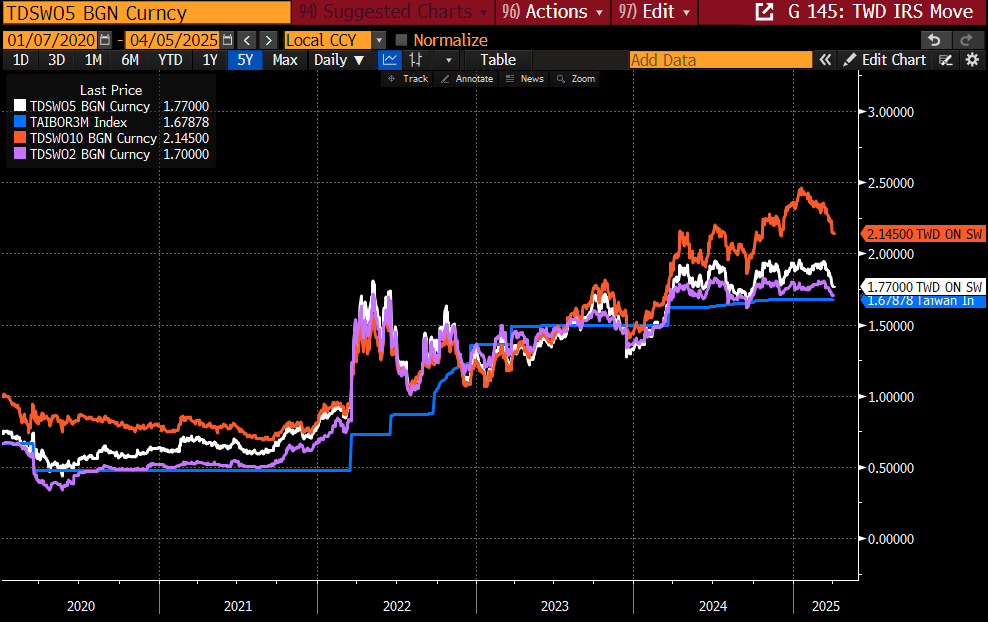 TDSWO5 BGN Curncy 94) Suggested Charts 96) Actions 97) Edit G 145: TWD IRS Move
01/07/2020 - 04/05/2025 < > Local CCY Normalize
1D 3D 1M 6M YTD 1Y 5Y Max Daily ▼ Table Add Data « Edit Chart
Track Annotate News Zoom
Last Price
TDSWO5 BGN Curncy 1.77000
TAIBOR3M Index 1.67878
TDSWO10 BGN Curncy 2.14500
TDSWO2 BGN Curncy 1.70000
3.00000
2.50000
2.14500 TWD ON SW
2.00000
1.77000 TWD ON SW
1.67878 Taiwan In
1.50000
1.00000
0.50000
0.00000
2020 2021 2022 2023 2024 2025